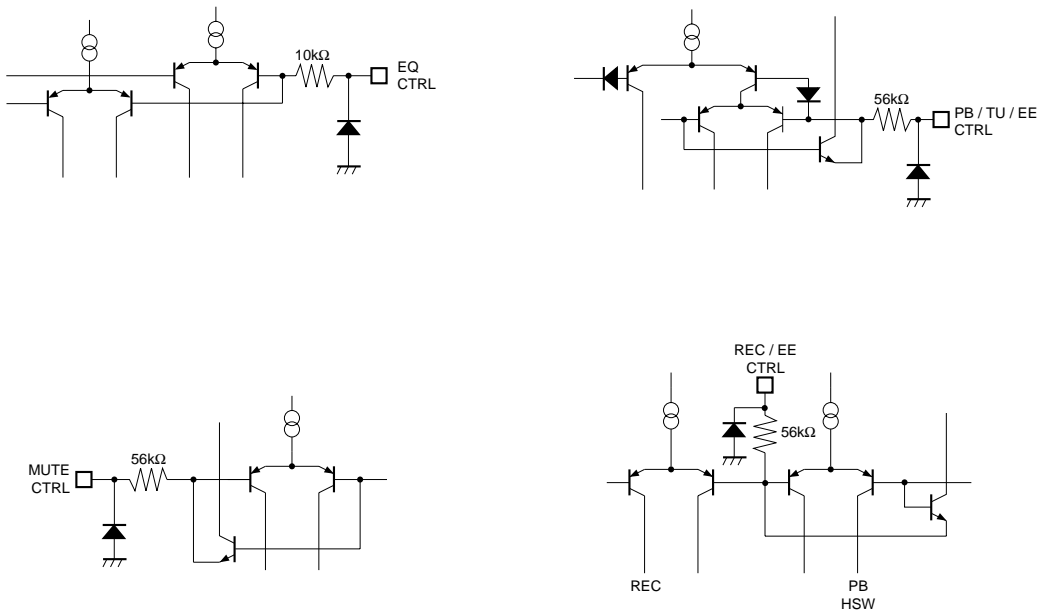 10kΩ
EQ
CTRL
56kΩ
PB / TU / EE
CTRL
MUTE
CTRL
56kΩ
REC / EE
CTRL
56kΩ
REC
PB
HSW